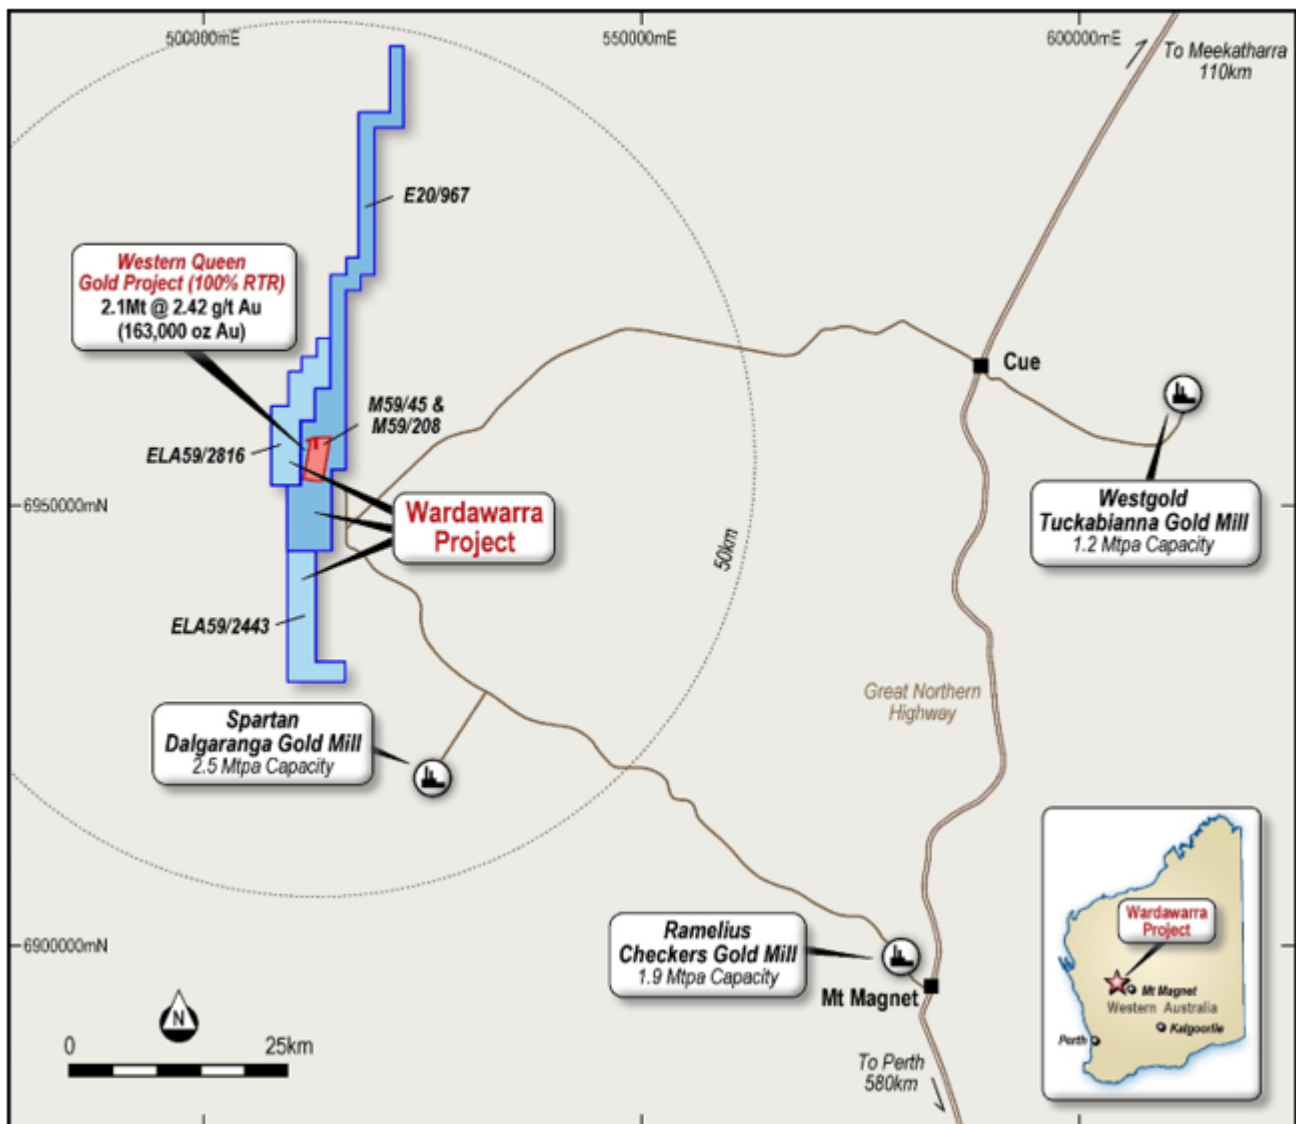 500000mE
550000mE
600000mE
To Meekatharra
110km
E20/967
Western Queen
Gold Project (100% RTR)
2.1Mt @ 2.42 g/t Au
(163,000 oz Au)
Cue
M59/45 &
M59/208
ELA59/2816
6950000mN
Wardawarra
Project
Westgold
Tuckabianna Gold Mill
1.2 Mtpa Capacity
50km
ELA59/2443
Great Northern
Highway
Spartan
Dalgaranga Gold Mill
2.5 Mtpa Capacity
6900000mN
Ramelius
Checkers Gold Mill
1.9 Mtpa Capacity
Mt Magnet
N
0 25km
To Perth
580km
Wardawarra
Project
Mt Magnet
Western Australia
Kalgoorlie
Perth